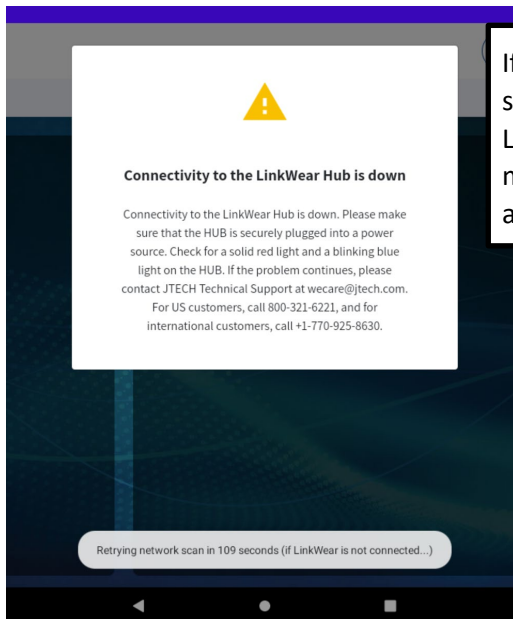 Connectivity to the LinkWear Hub is down
Connectivity to the LinkWear Hub is down. Please make
sure that the HUB is securely plugged into a power
source. Check for a solid red light and a blinking blue
light on the HUB. If the problem continues, please
contact JTECH Technical Support at wecare@jtech.com.
For US customers, call 800-321-6221, and for
international customers, call +1-770-925-8630.
Retrying network scan in 109 seconds (if LinkWear is not connected...)